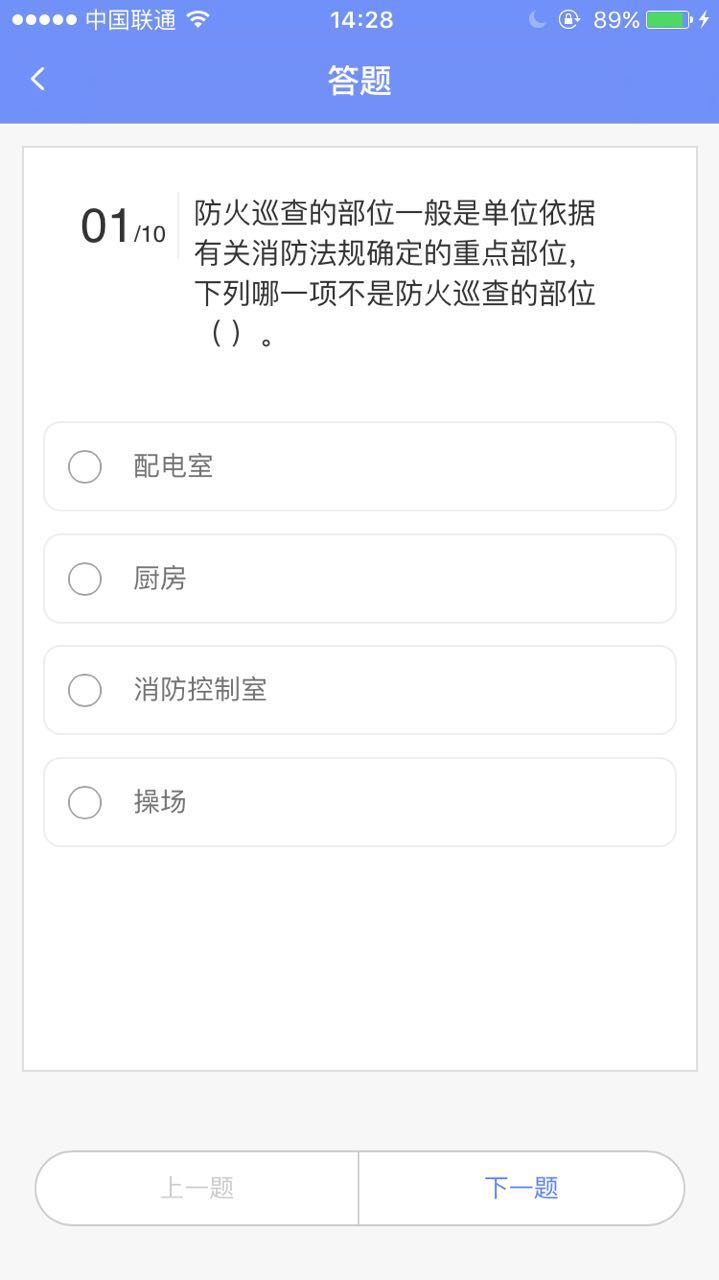 中国联通 14:28 89%
答题
01/10
防火巡查的部位一般是单位依据
有关消防法规确定的重点部位，
下列哪一项不是防火巡查的部位
（）。
配电室
厨房
消防控制室
操场
上一题 下一题